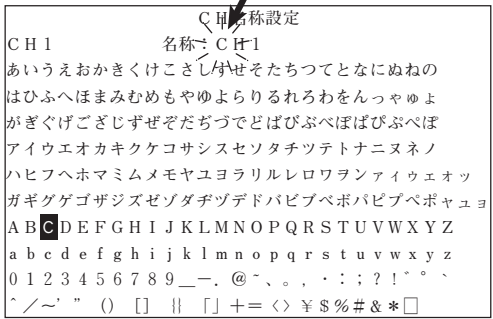 CH名称設定
CH1 名称:CH1
あいうえおかきくけこさしすせそたちつてとなにぬねの
はひふへほまみむめもやゆよらりるれろわをんっゃゅょ
がぎぐげござじずぜぞだぢづでどばびぶべぼぱぴぷぺぽ
アイウエオカキクケコサシスセソタチツテトナニヌネノ
ハヒフヘホマミムメモヤユヨラリルレロワヲンァィゥェォッ
ガギグゲゴザジズゼゾダヂヅデドバビブベボパピプペポャュョ
ABCDEFGHIJKLMNOPQRSTUVWXYZ
abcdefghijklmnopqrstuvwxyz
0123456789_ー.@~、。,・:;?!゛゜`
^/~’”()[]{}「」+=〈〉¥$%#&*□